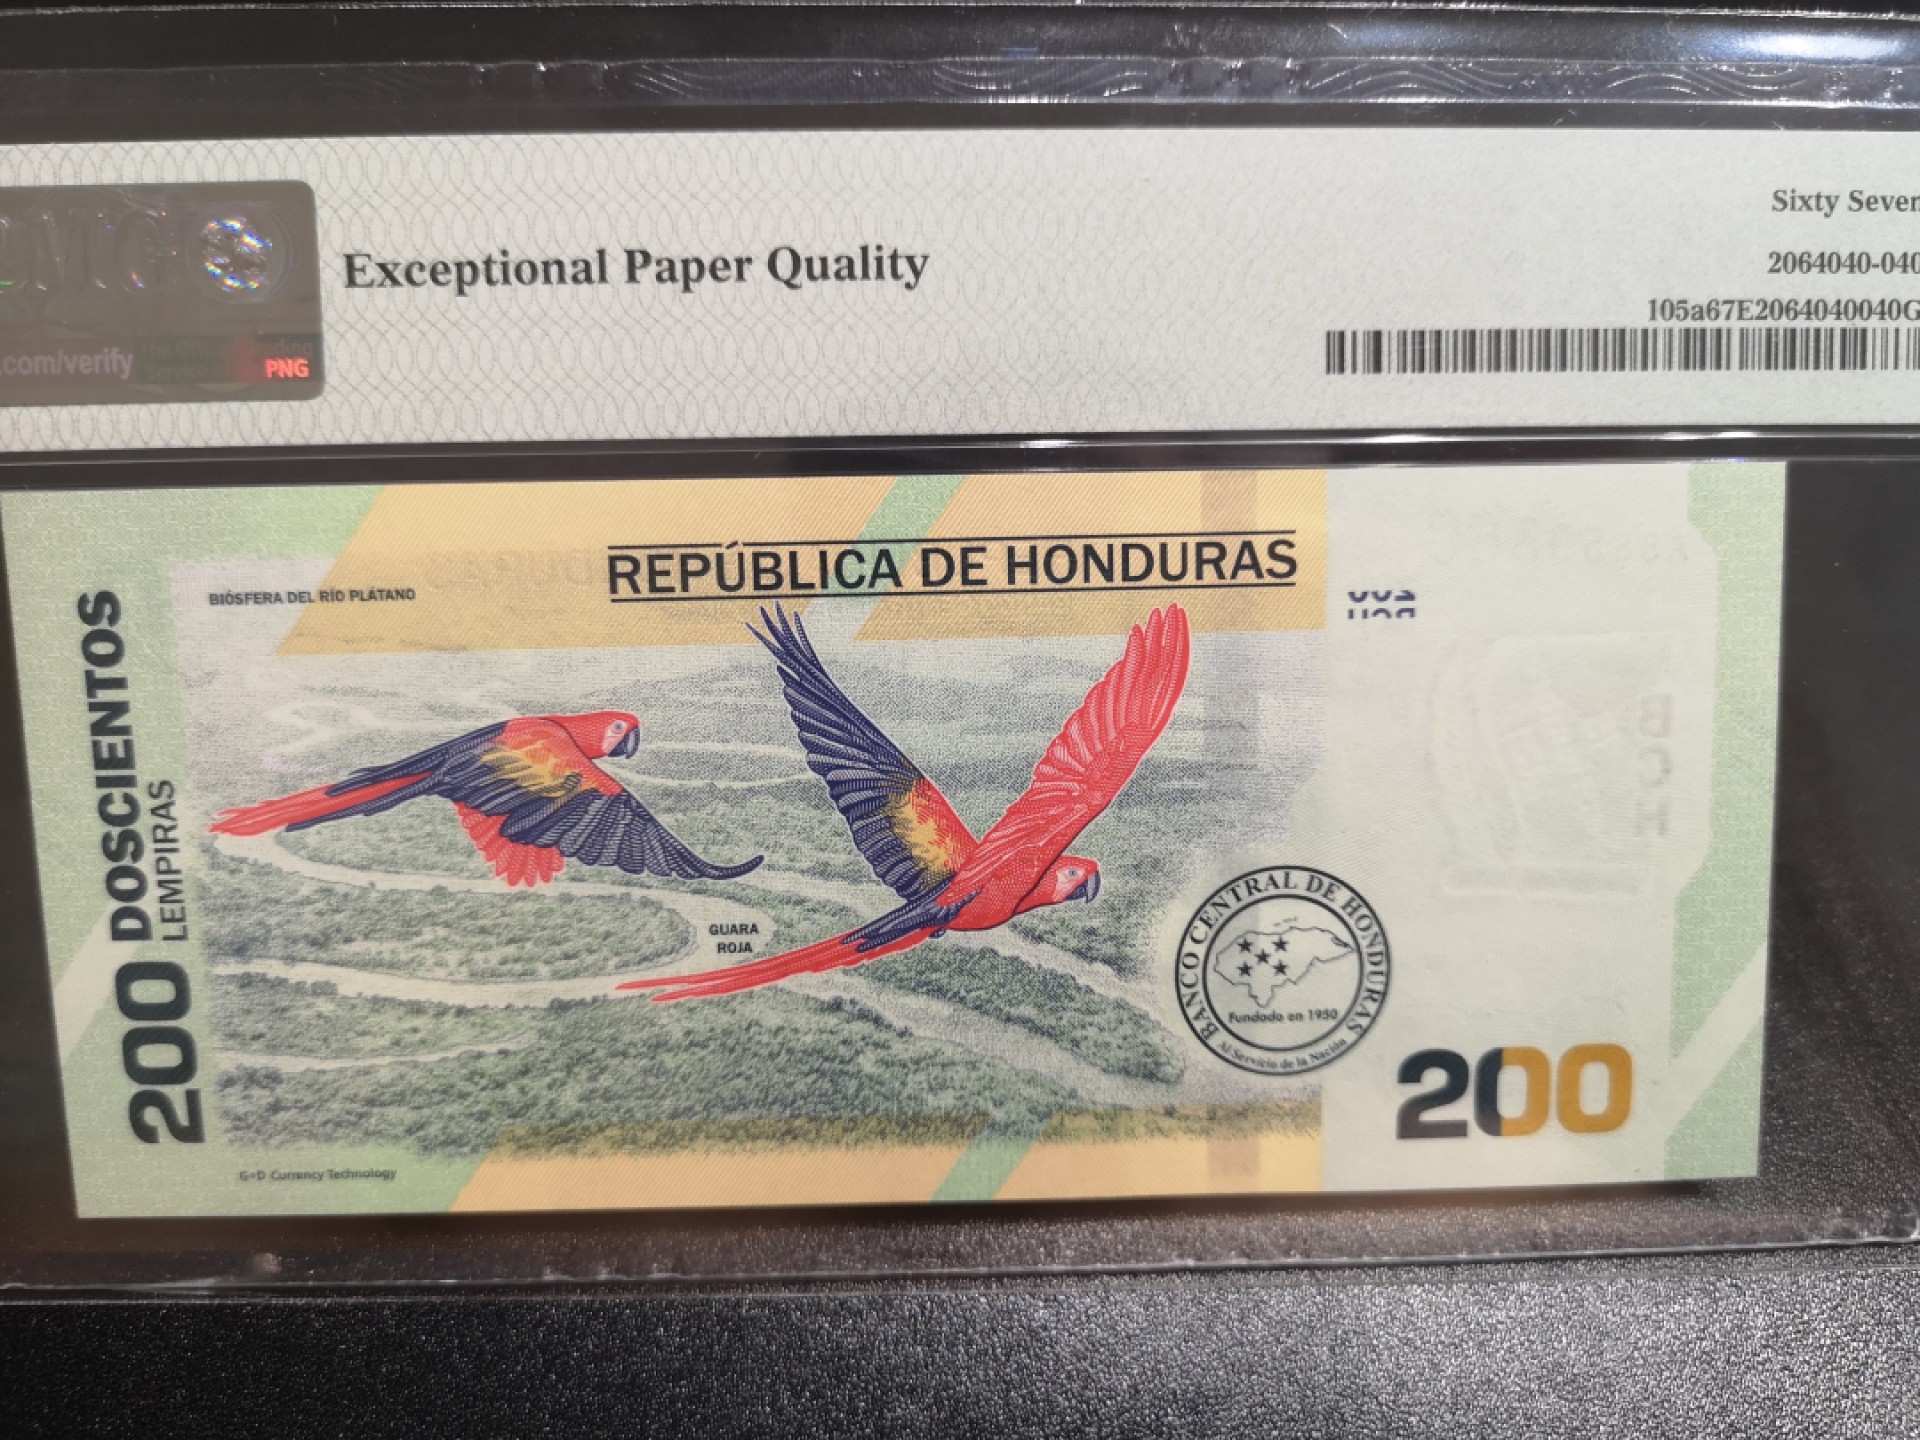 PMG
.com/verify
PNG
Exceptional Paper Quality
Sixty Seven
2064040-040
105a67E2064040040G
REPÚBLICA DE HONDURAS
BIÓSFERA DEL RÍO PLÁTANO
200 DOSCIENTOS
LEMPIRAS
GUARA
ROJA
BANCO CENTRAL DE HONDURAS
Fundado en 1950
Al Servicio de la Nación
200
G+D Currency Technology
BCH